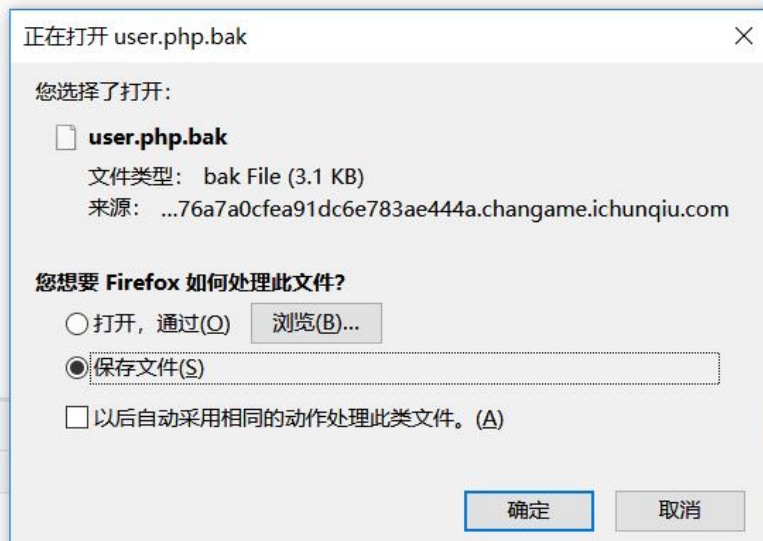 正在打开 user.php.bak
您选择了打开：
user.php.bak
文件类型： bak File (3.1 KB)
来源： ...76a7a0cfea91dc6e783ae444a.changame.ichunqiu.com
您想要 Firefox 如何处理此文件?
打开，通过(O) 浏览(B)...
保存文件(S)
以后自动采用相同的动作处理此类文件。(A)
确定 取消